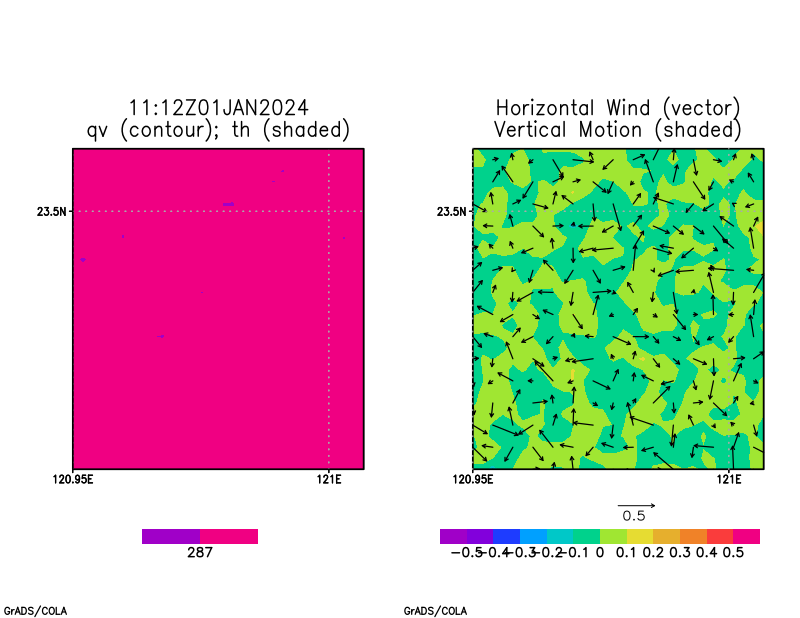 11:12Z01JAN2024
qv (contour); th (shaded)
23.5N
120.95E
121E
287
Horizontal Wind (vector)
Vertical Motion (shaded)
23.5N
120.95E
121E
0.5
-0.5 -0.4 -0.3 -0.2 -0.1 0 0.1 0.2 0.3 0.4 0.5
GrADS/COLA
GrADS/COLA